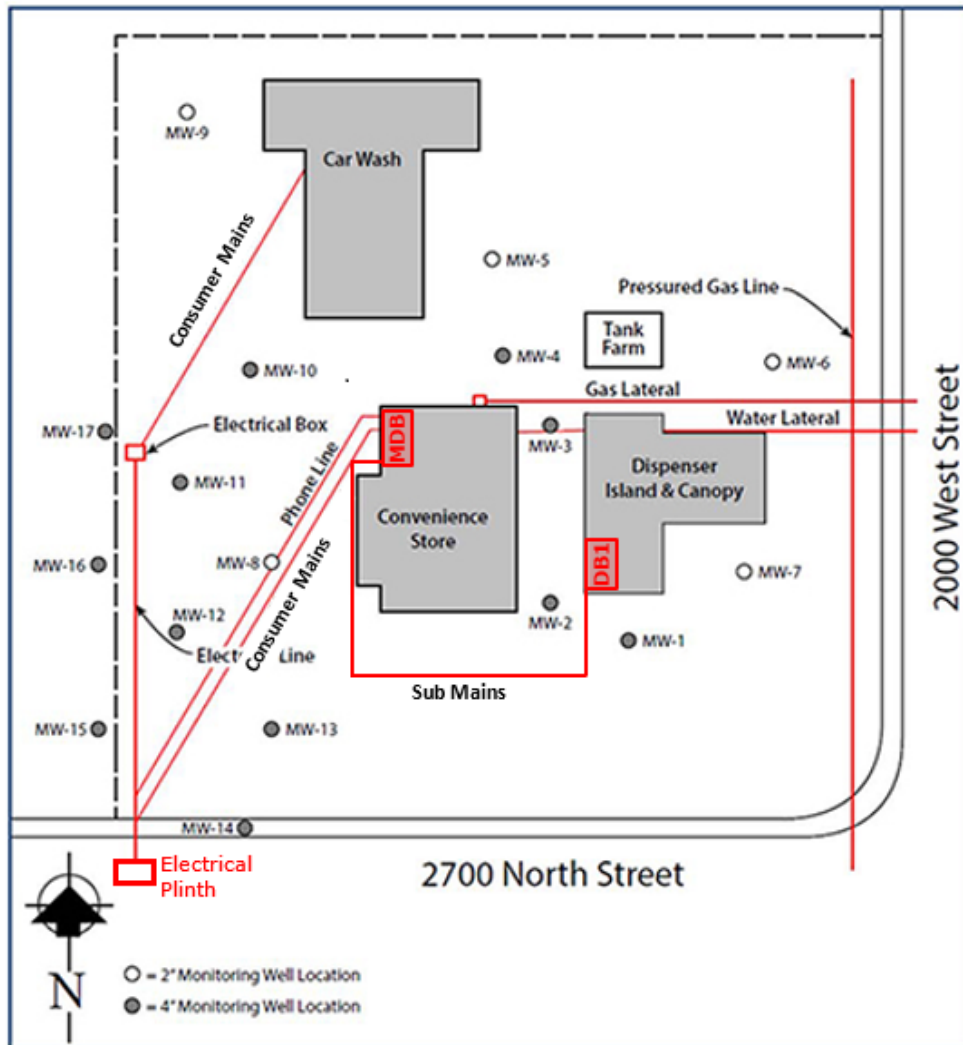 MW-9
Car Wash
Consumer Mains
MW-5
Pressured Gas Line
Tank
Farm
MW-4
MW-6
MW-10
Gas Lateral
MW-17
Electrical Box
MDB
MW-3
Water Lateral
2000 West Street
MW-11
Phone Line
Convenience
Store
Dispenser
Island & Canopy
MW-16
MW-8
Consumer Mains
DB1
MW-7
MW-12
MW-2
MW-1
Line
Sub Mains
MW-15
MW-13
MW-14
Electrical
Plinth
2700 North Street
N
= 2" Monitoring Well Location
= 4" Monitoring Well Location